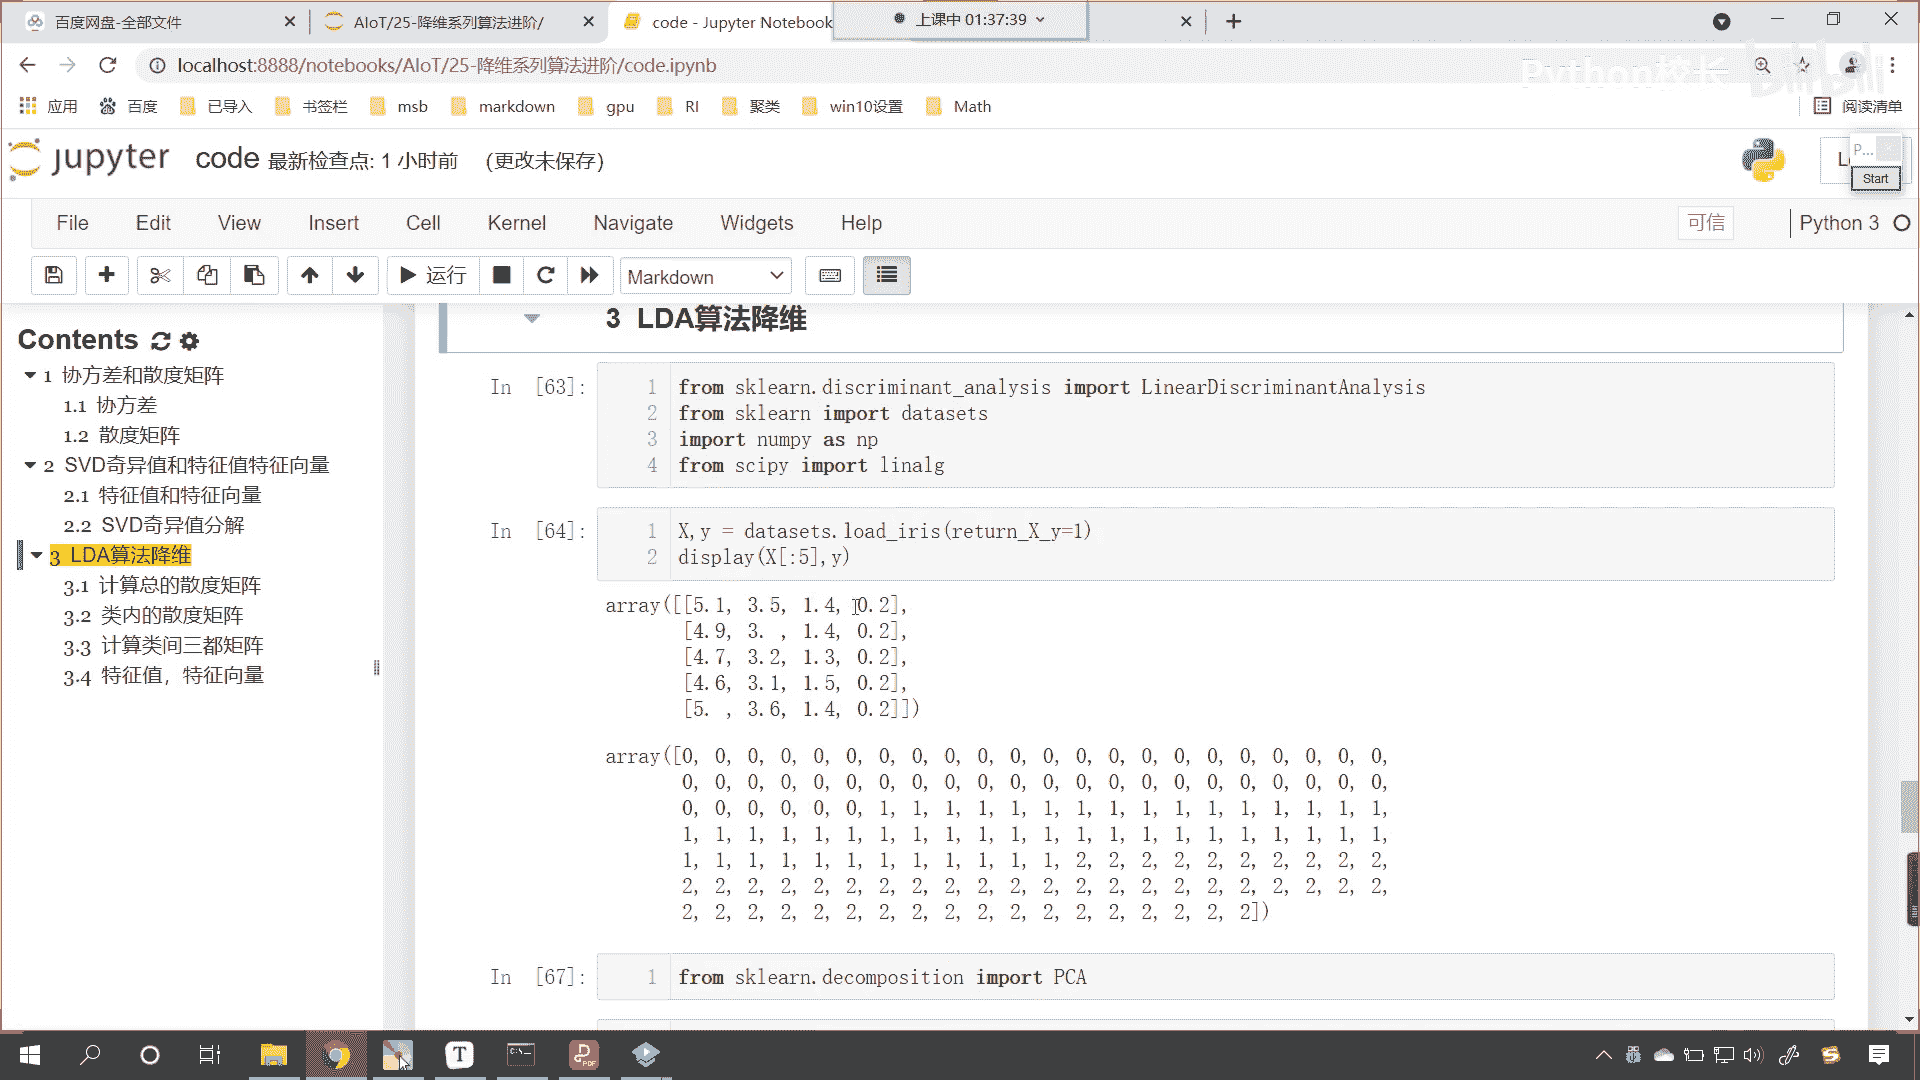 百度网盘-全部文件
AIoT/25-降维系列算法进阶/
code - Jupyter Notebook
上课中 01:37:39
localhost:8888/notebooks/AIoT/25-降维系列算法进阶/code.ipynb
Python校长
bilibili
应用 百度 已导入 书签栏 msb markdown gpu RI 聚类 win10设置 Math 阅读清单
jupyter code 最新检查点: 1 小时前 (更改未保存)
P...
Start
File Edit View Insert Cell Kernel Navigate Widgets Help 可信 Python 3
运行 Markdown
Contents
1 协方差和散度矩阵
1.1 协方差
1.2 散度矩阵
2 SVD奇异值和特征值特征向量
2.1 特征值和特征向量
2.2 SVD奇异值分解
3 LDA算法降维
3.1 计算总的散度矩阵
3.2 类内的散度矩阵
3.3 计算类间三都矩阵
3.4 特征值，特征向量
3 LDA算法降维
In [63]:
1 from sklearn.discriminant_analysis import LinearDiscriminantAnalysis
2 from sklearn import datasets
3 import numpy as np
4 from scipy import linalg
In [64]:
1 X,y = datasets.load_iris(return_X_y=1)
2 display(X[:5],y)
array([[5.1, 3.5, 1.4, 0.2],
[4.9, 3. , 1.4, 0.2],
[4.7, 3.2, 1.3, 0.2],
[4.6, 3.1, 1.5, 0.2],
[5. , 3.6, 1.4, 0.2]])
array([0, 0, 0, 0, 0, 0, 0, 0, 0, 0, 0, 0, 0, 0, 0, 0, 0, 0, 0, 0, 0, 0,
0, 0, 0, 0, 0, 0, 0, 0, 0, 0, 0, 0, 0, 0, 0, 0, 0, 0, 0, 0, 0, 0,
0, 0, 0, 0, 0, 0, 1, 1, 1, 1, 1, 1, 1, 1, 1, 1, 1, 1, 1, 1, 1, 1,
1, 1, 1, 1, 1, 1, 1, 1, 1, 1, 1, 1, 1, 1, 1, 1, 1, 1, 1, 1, 1, 1,
1, 1, 1, 1, 1, 1, 1, 1, 1, 1, 1, 1, 2, 2, 2, 2, 2, 2, 2, 2, 2, 2,
2, 2, 2, 2, 2, 2, 2, 2, 2, 2, 2, 2, 2, 2, 2, 2, 2, 2, 2, 2, 2, 2,
2, 2, 2, 2, 2, 2, 2, 2, 2, 2, 2, 2, 2, 2, 2, 2, 2, 2])
In [67]:
1 from sklearn.decomposition import PCA